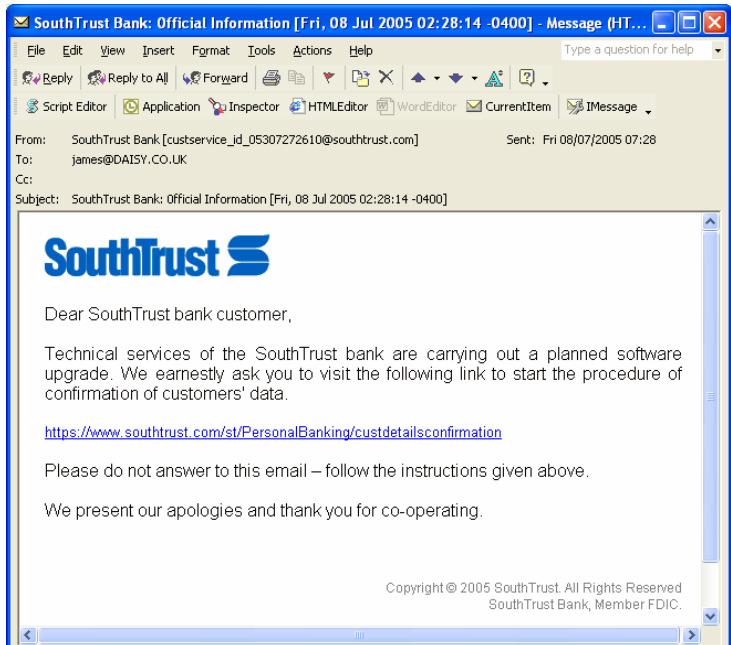 SouthTrust Bank: 0fficial Information [Fri, 08 Jul 2005 02:28:14 -0400] - Message (HT...
File Edit View Insert Format Tools Actions Help Type a question for help
Reply Reply to All Forward
Script Editor Application Inspector HTMLEditor WordEditor CurrentItem IMessage
From: SouthTrust Bank [custservice_id_05307272610@southtrust.com] Sent: Fri 08/07/2005 07:28
To: james@DAISY.CO.UK
Cc:
Subject: SouthTrust Bank: 0fficial Information [Fri, 08 Jul 2005 02:28:14 -0400]
SouthTrust
Dear SouthTrust bank customer,
Technical services of the SouthTrust bank are carrying out a planned software
upgrade. We earnestly ask you to visit the following link to start the procedure of
confirmation of customers' data.
https://www.southtrust.com/st/PersonalBanking/custdetailsconfirmation
Please do not answer to this email – follow the instructions given above.
We present our apologies and thank you for co-operating.
Copyright © 2005 SouthTrust. All Rights Reserved
SouthTrust Bank, Member FDIC.